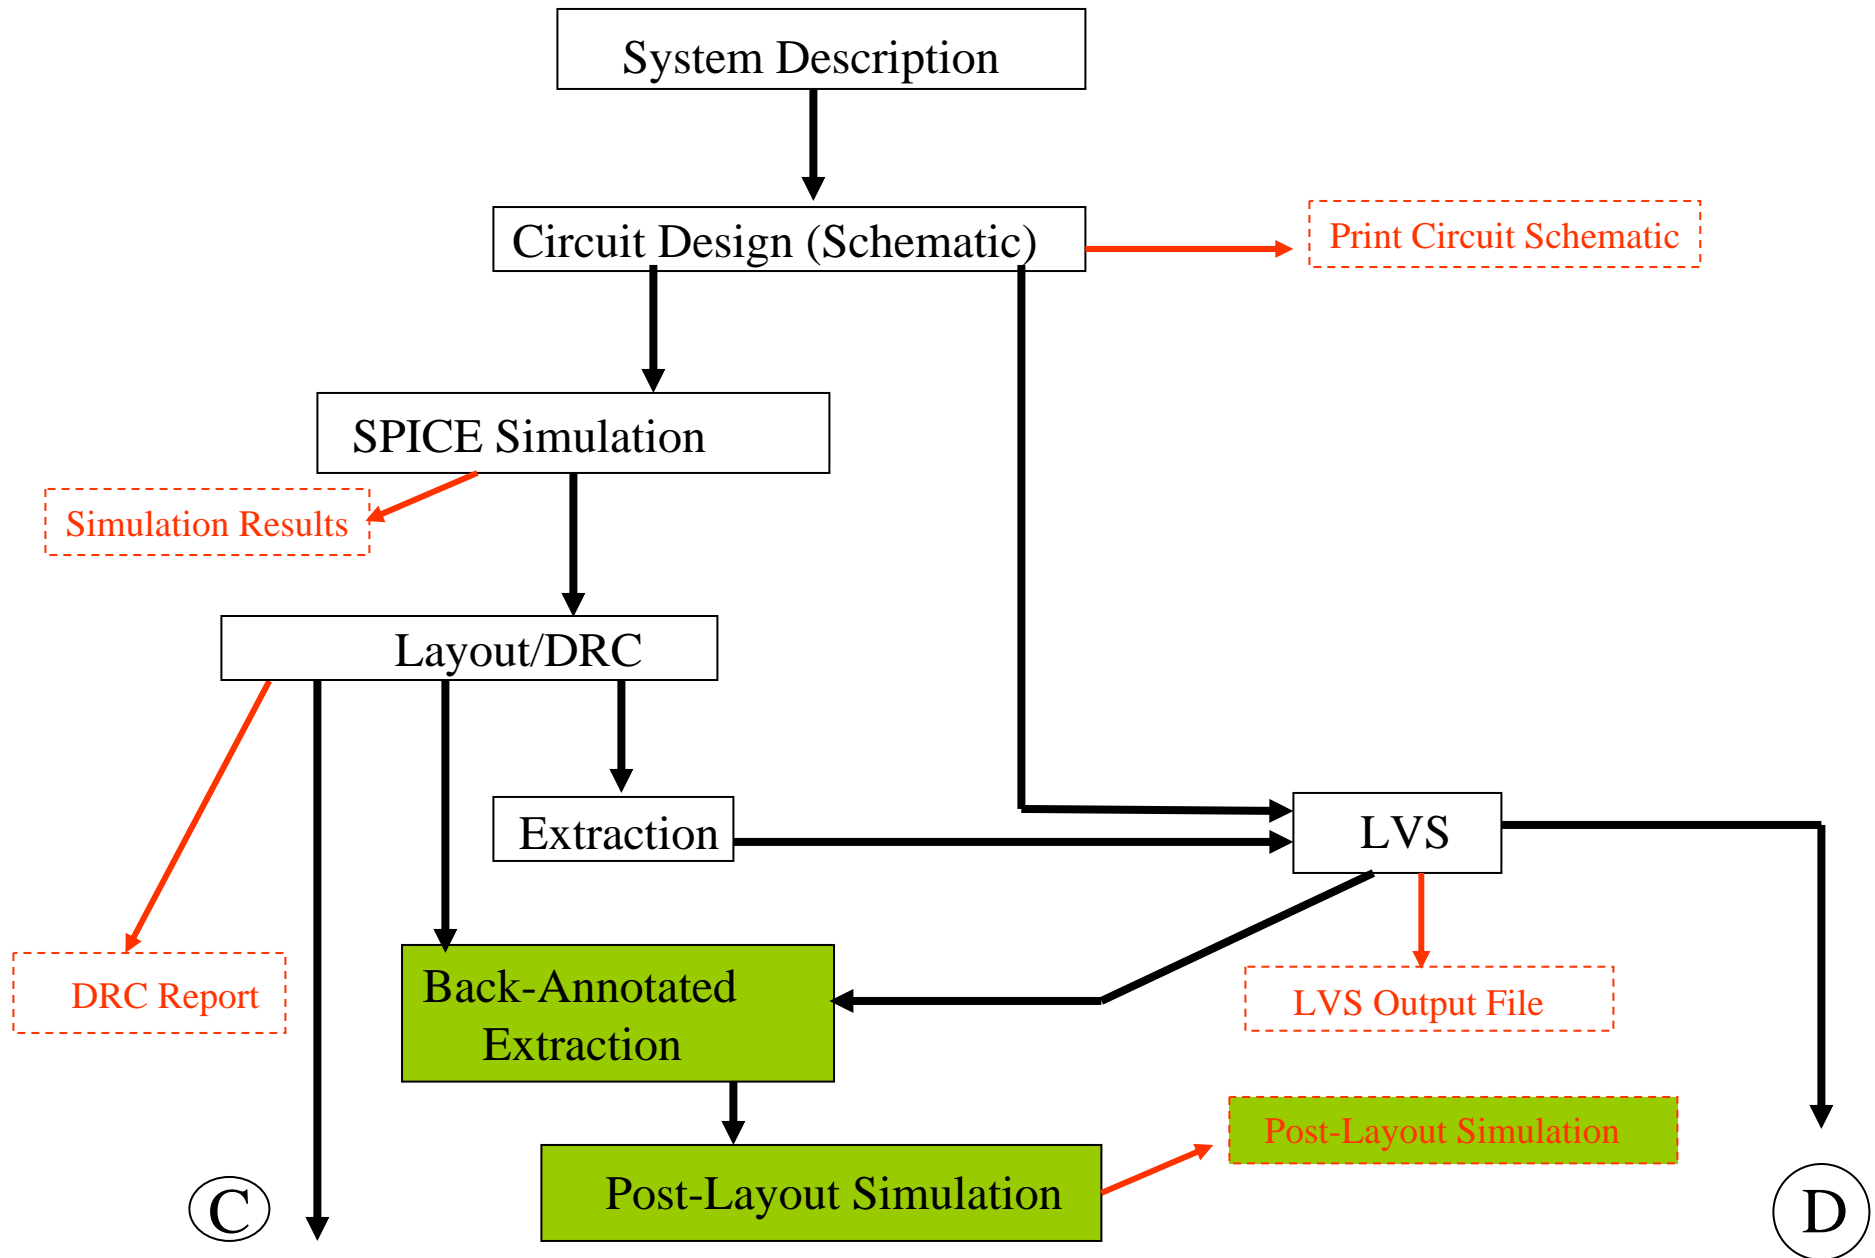 System Description
Circuit Design (Schematic)
Print Circuit Schematic
SPICE Simulation
Simulation Results
Layout/DRC
Extraction
LVS
Back-Annotated
Extraction
DRC Report
LVS Output File
Post-Layout Simulation
Post-Layout Simulation
C
D